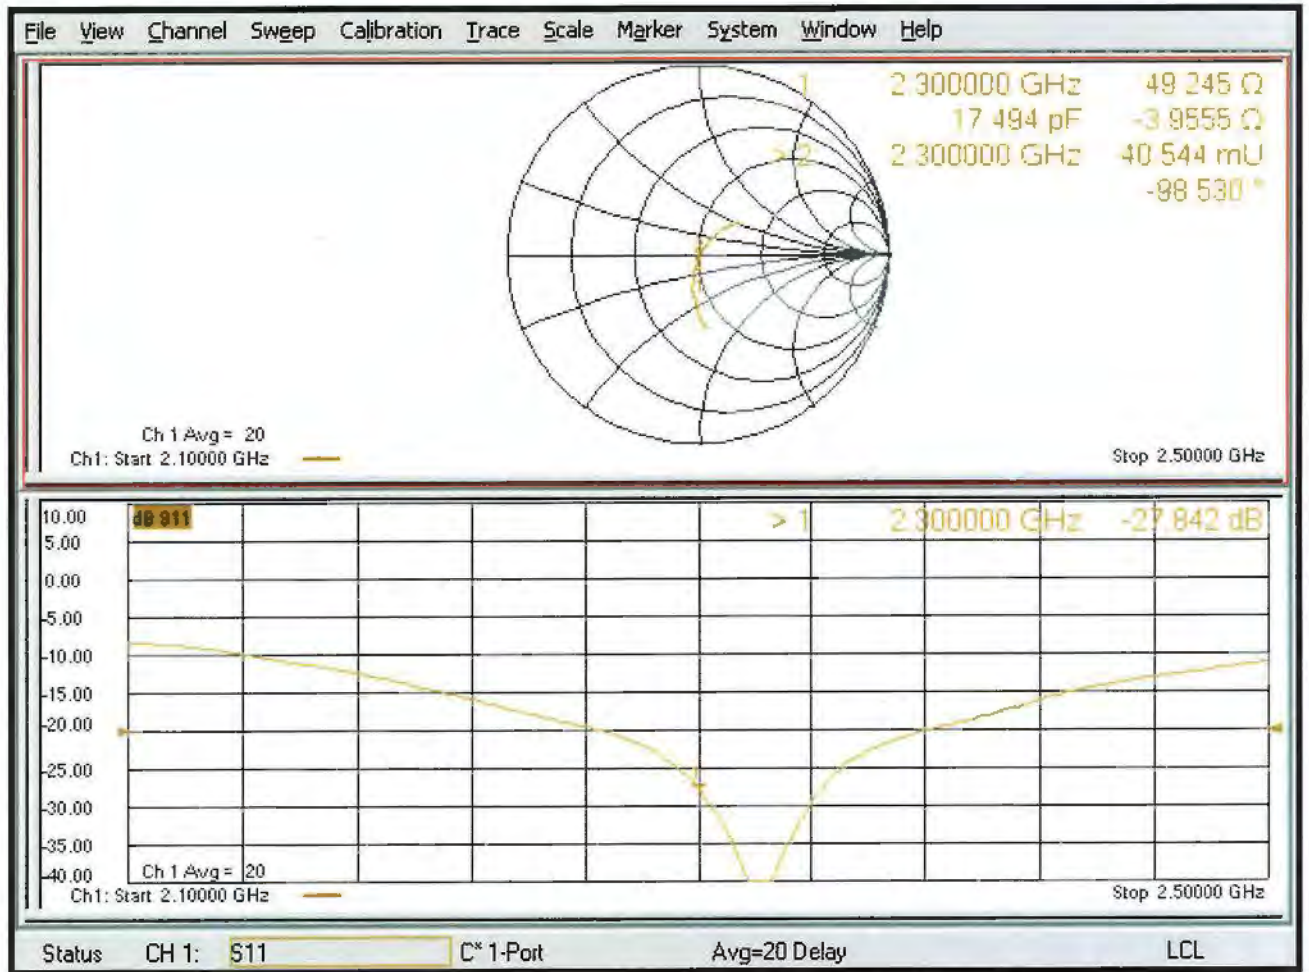 File View Channel Sweep Calibration Trace Scale Marker System Window Help
1 2.300000 GHz 49.245 Ω
17.494 pF -3.9555 Ω
> 2 2.300000 GHz 40.544 mU
-98.530 °
Ch 1 Avg = 20
Ch1: Start 2.10000 GHz
Stop 2.50000 GHz
10.00
dB S11
> 1 2.300000 GHz -27.842 dB
5.00
0.00
-5.00
-10.00
-15.00
-20.00
-25.00
-30.00
-35.00
-40.00
Ch 1 Avg = 20
Ch1: Start 2.10000 GHz
Stop 2.50000 GHz
Status CH 1: S11 C* 1-Port Avg=20 Delay LCL